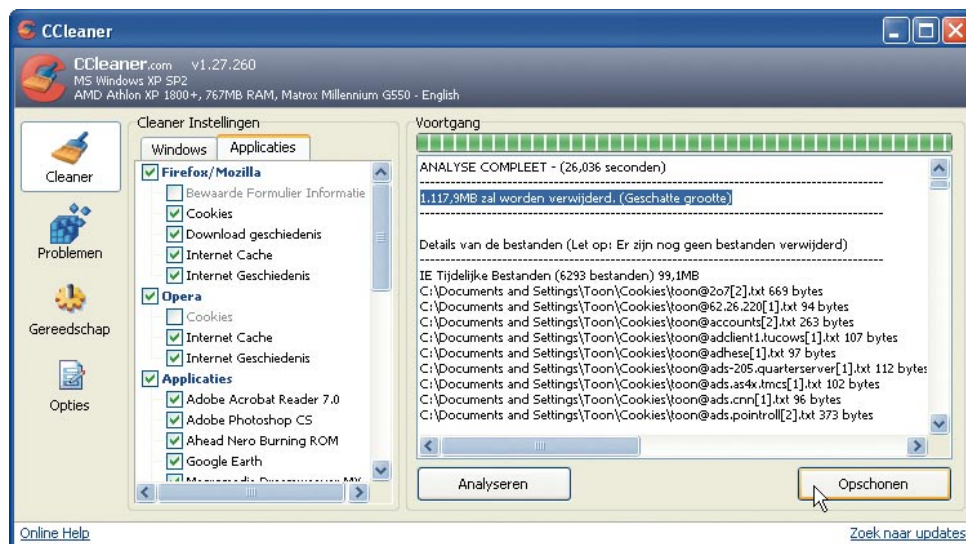 CCleaner
CCleaner.com v1.27.260
MS Windows XP SP2
AMD Athlon XP 1800+, 767MB RAM, Matrox Millennium G550 - English
Cleaner
Problemen
Gereedschap
Opties
Cleaner Instellingen
Windows
Applicaties
Firefox/Mozilla
Bewaarde Formulier Informatie
Cookies
Download geschiedenis
Internet Cache
Internet Geschiedenis
Opera
Cookies
Internet Cache
Internet Geschiedenis
Applicaties
Adobe Acrobat Reader 7.0
Adobe Photoshop CS
Ahead Nero Burning ROM
Google Earth
Macromedia Dreamweaver MX
Voortgang
ANALYSE COMPLEET - (26,036 seconden)
1.117,9MB zal worden verwijderd. (Geschatte grootte)
Details van de bestanden (Let op: Er zijn nog geen bestanden verwijderd)
IE Tijdelijke Bestanden (6293 bestanden) 99,1MB
C:\Documents and Settings\Toon\Cookies\toon@2o7[2].txt 669 bytes
C:\Documents and Settings\Toon\Cookies\toon@62.26.220[1].txt 94 bytes
C:\Documents and Settings\Toon\Cookies\toon@accounts[2].txt 263 bytes
C:\Documents and Settings\Toon\Cookies\toon@adclient1.tucows[1].txt 107 bytes
C:\Documents and Settings\Toon\Cookies\toon@adhese[1].txt 97 bytes
C:\Documents and Settings\Toon\Cookies\toon@ads-205.quarterserver[1].txt 112 bytes
C:\Documents and Settings\Toon\Cookies\toon@ads.as4x.tmcs[1].txt 102 bytes
C:\Documents and Settings\Toon\Cookies\toon@ads.cnn[1].txt 96 bytes
C:\Documents and Settings\Toon\Cookies\toon@ads.pointroll[2].txt 373 bytes
Analyseren
Opschonen
Online Help
Zoek naar updates